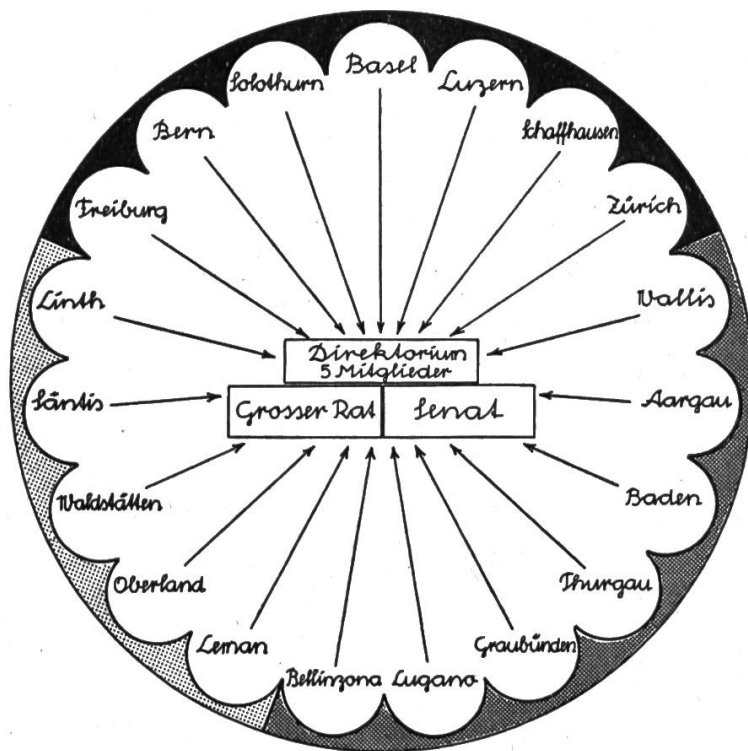 Basel
Luzern
Schaffhausen
Zürich
Wallis
Aargau
Baden
Thurgau
Graubünden
Lugano
Bellinzona
Leman
Oberland
Waldstätten
Säntis
Linth
Freiburg
Bern
Solothurn
Direktorium
5 Mitglieder
Grosser Rat
Senat